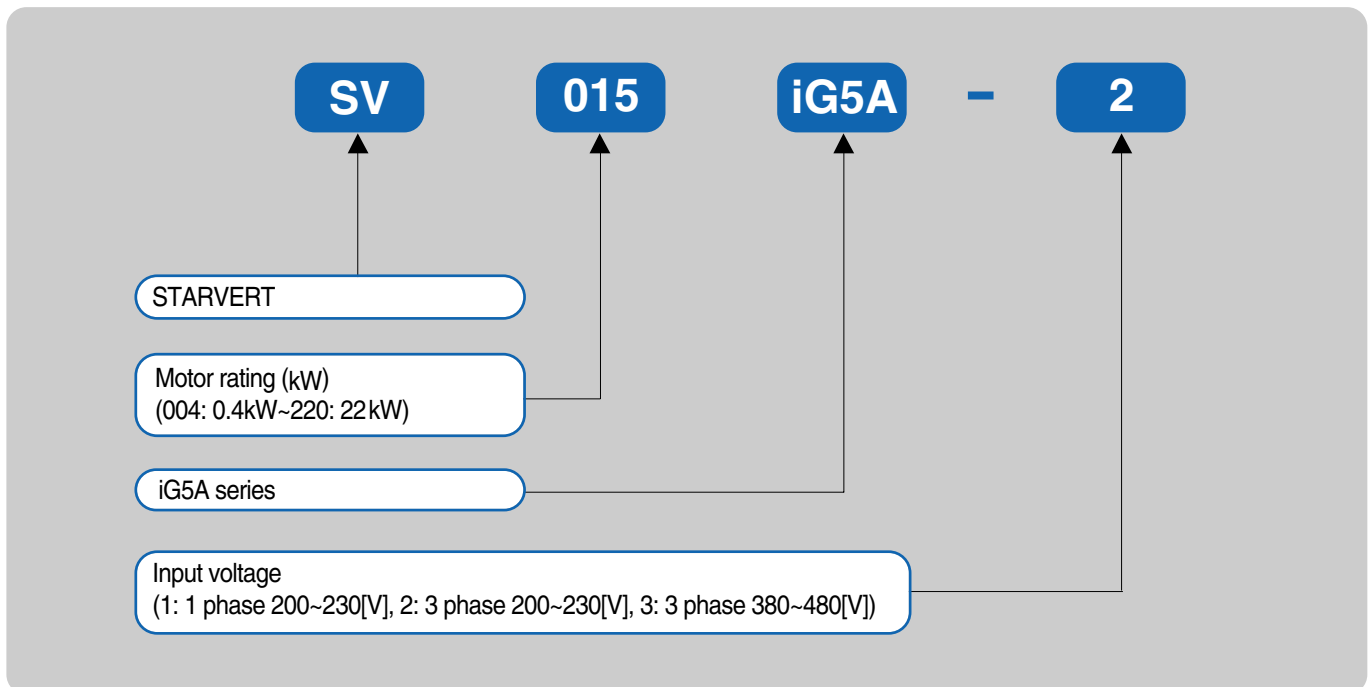 SV 015 iG5A - 2
STARVERT
Motor rating (kW)
(004: 0.4kW~220: 22kW)
iG5A series
Input voltage
(1: 1 phase 200~230[V], 2: 3 phase 200~230[V], 3: 3 phase 380~480[V])